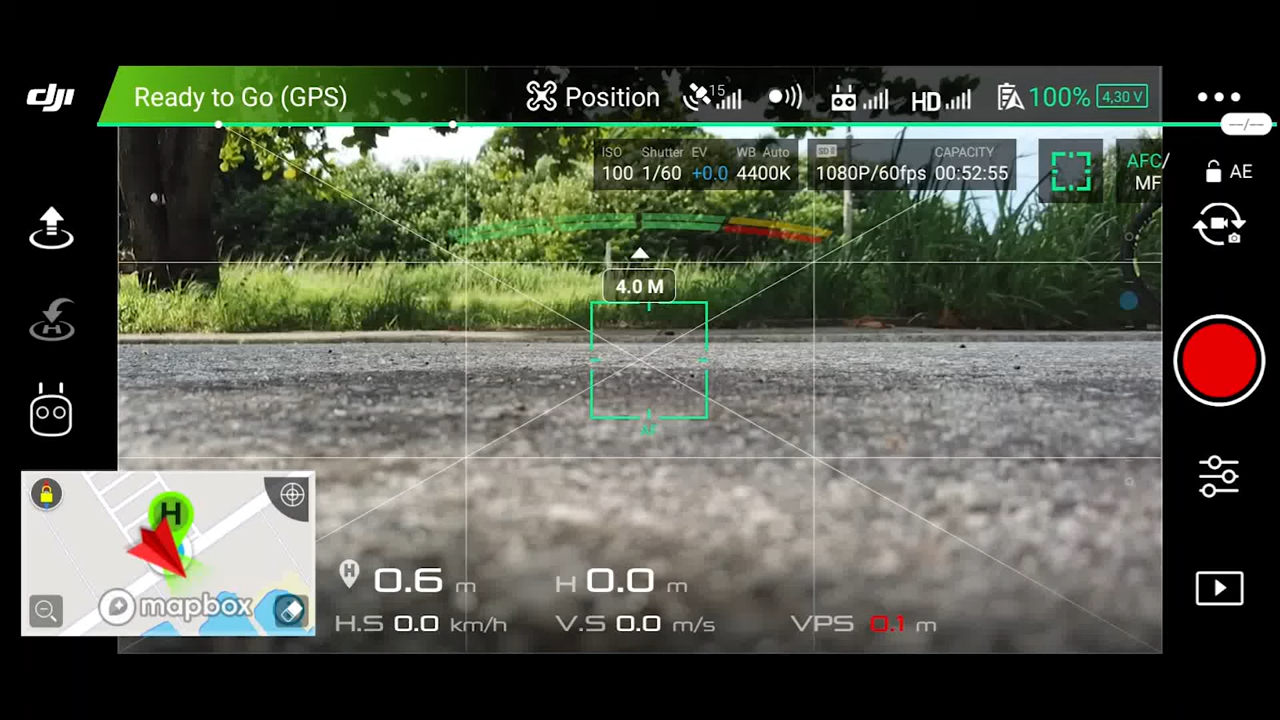 dji
Ready to Go (GPS)
Position
15
HD
100%
4,30 V
--/--
ISO Shutter EV WB Auto
100 1/60 +0.0 4400K
SD
CAPACITY
1080P/60fps 00:52:55
AFC/
MF
AE
4.0 M
H
H
mapbox
H 0.6 m
H 0.0 m
H.S 0.0 km/h
V.S 0.0 m/s
VPS 0.1 m